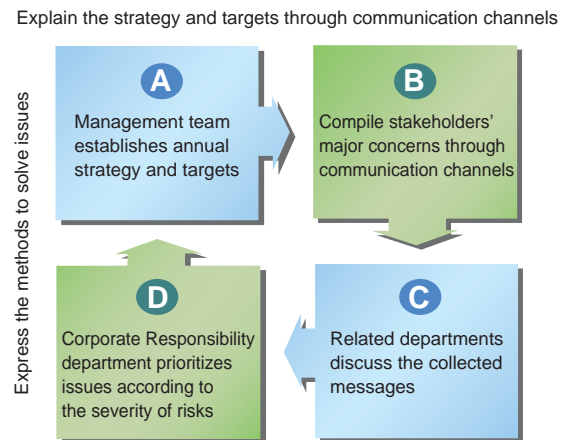 Explain the strategy and targets through communication channels
Express the methods to solve issues
A
Management team
establishes annual
strategy and targets
B
Compile stakeholders'
major concerns through
communication channels
C
Related departments
discuss the collected
messages
D
Corporate Responsibility
department prioritizes
issues according to
the severity of risks